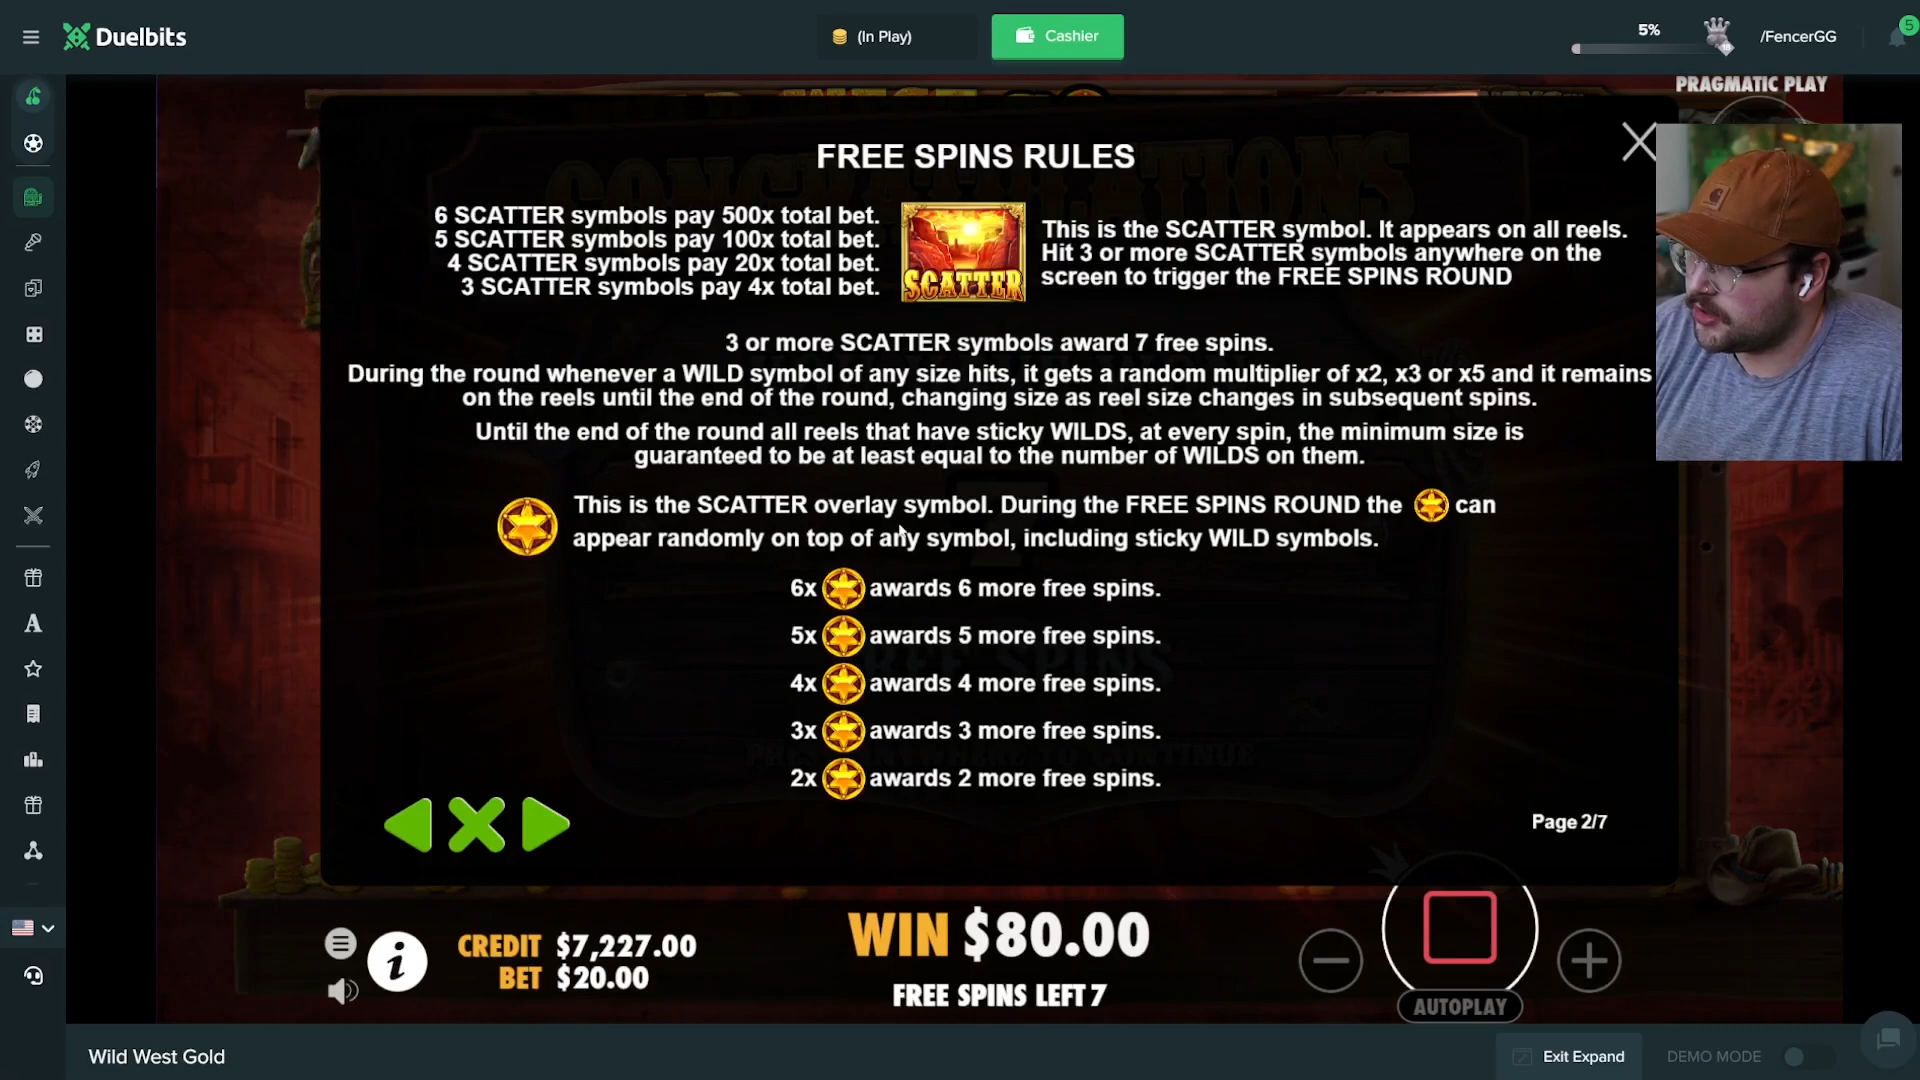 Duelbits
(In Play)
Cashier
5%
/FencerGG
5
PRAGMATIC PLAY
FREE SPINS RULES
6 SCATTER symbols pay 500x total bet.
5 SCATTER symbols pay 100x total bet.
4 SCATTER symbols pay 20x total bet.
3 SCATTER symbols pay 4x total bet.
SCATTER
This is the SCATTER symbol. It appears on all reels.
Hit 3 or more SCATTER symbols anywhere on the
screen to trigger the FREE SPINS ROUND
3 or more SCATTER symbols award 7 free spins.
During the round whenever a WILD symbol of any size hits, it gets a random multiplier of x2, x3 or x5 and it remains
on the reels until the end of the round, changing size as reel size changes in subsequent spins.
Until the end of the round all reels that have sticky WILDS, at every spin, the minimum size is
guaranteed to be at least equal to the number of WILDS on them.
This is the SCATTER overlay symbol. During the FREE SPINS ROUND the can
appear randomly on top of any symbol, including sticky WILD symbols.
6x awards 6 more free spins.
5x awards 5 more free spins.
4x awards 4 more free spins.
3x awards 3 more free spins.
2x awards 2 more free spins.
PRESS ANYWHERE TO CONTINUE
Page 2/7
CREDIT $7,227.00
BET $20.00
WIN $80.00
FREE SPINS LEFT 7
AUTOPLAY
Wild West Gold
Exit Expand
DEMO MODE